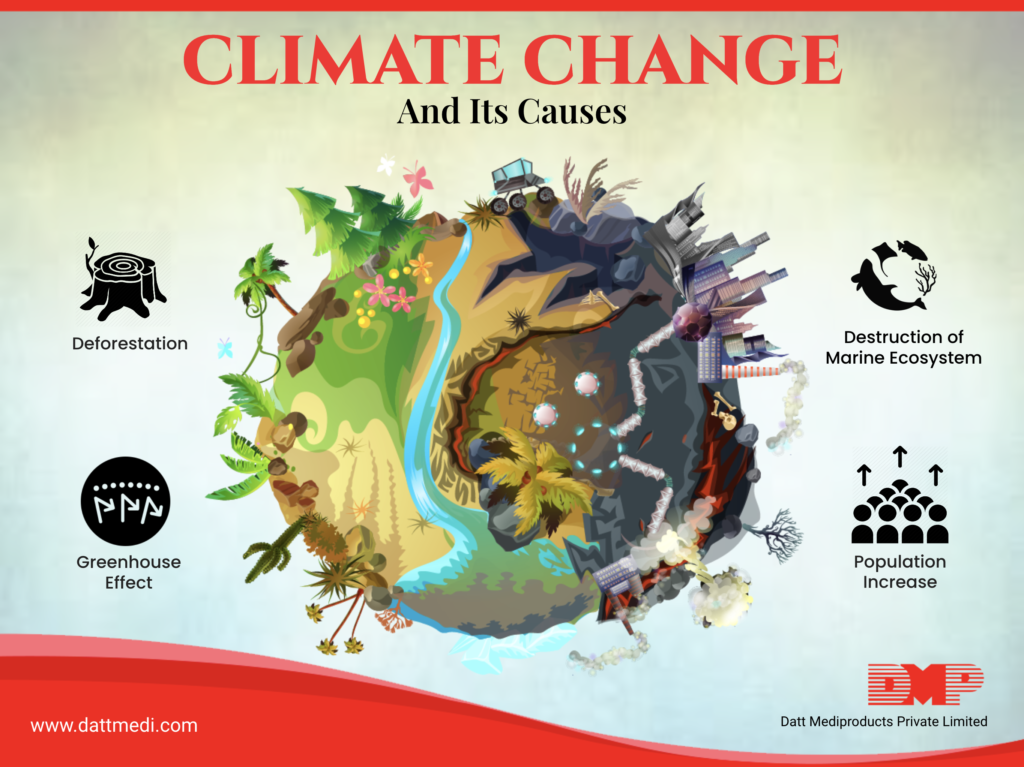 CLIMATE CHANGE
And Its Causes
Deforestation
Destruction of
Marine Ecosystem
Greenhouse
Effect
Population
Increase
DMP
www.dattmedi.com
Datt Mediproducts Private Limited